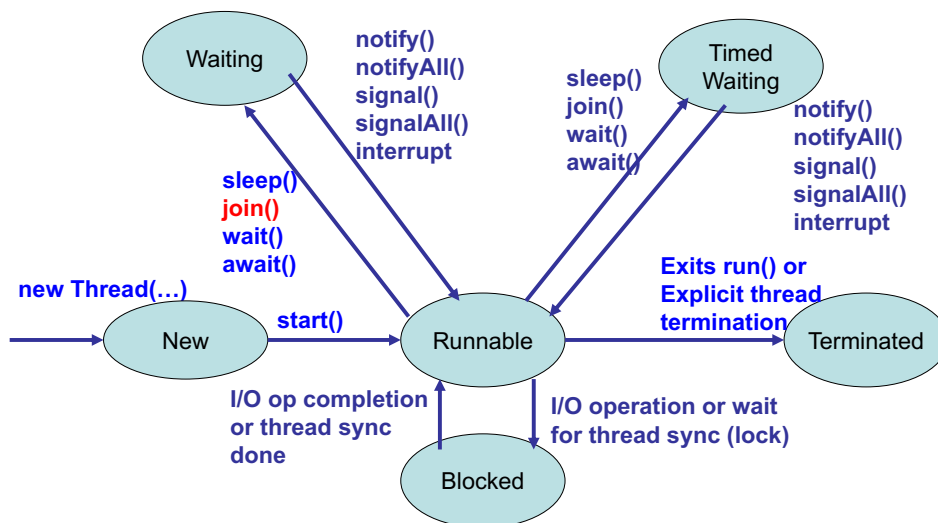 Waiting
notify()
notifyAll()
signal()
signalAll()
interrupt
sleep()
join()
wait()
await()
Timed
Waiting
notify()
notifyAll()
signal()
signalAll()
interrupt
sleep()
join()
wait()
await()
new Thread(…)
New
start()
Runnable
Exits run() or
Explicit thread
termination
Terminated
I/O op completion
or thread sync
done
I/O operation or wait
for thread sync (lock)
Blocked